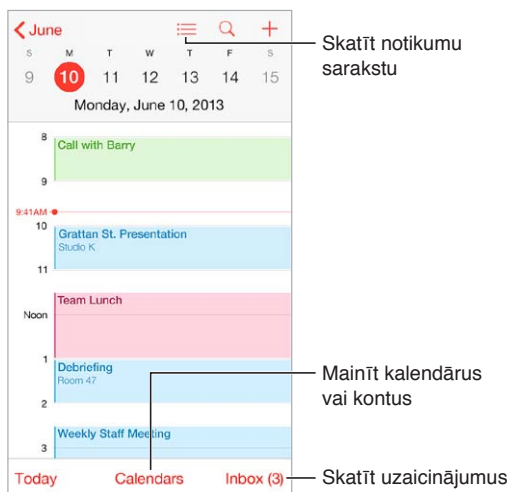 June
S M T W T F S
9 10 11 12 13 14 15
Monday, June 10, 2013
Skatīt notikumu
sarakstu
8
Call with Barry
9
9:41AM
10
Grattan St. Presentation
Studio K
11
Team Lunch
Noon
1
Debriefing
Room 47
2
Mainīt kalendārus
vai kontus
Weekly Staff Meeting
3
Today Calendars Inbox (3)
Skatīt uzaicinājumus